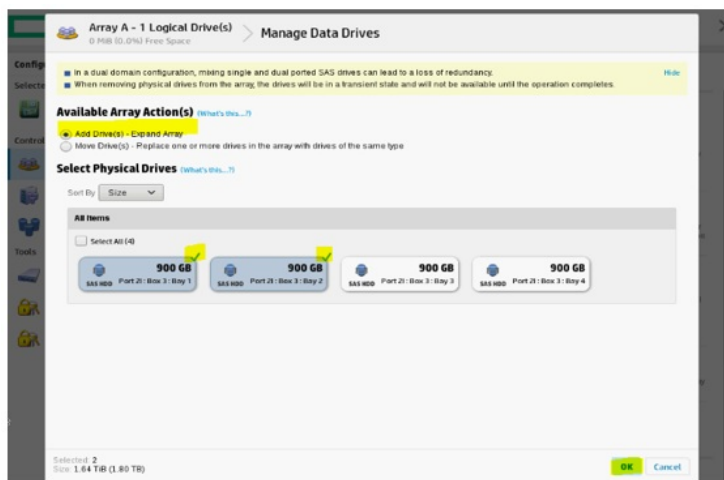 Array A - 1 Logical Drive(s)
0 MiB (0.0%) Free Space
Manage Data Drives
Config
Selecte
Control
Tools
In a dual domain configuration, mixing single and dual ported SAS drives can lead to a loss of redundancy.
Hide
When removing physical drives from the array, the drives will be in a transient state and will not be available until the operation completes.
Available Array Action(s) (What's this...?)
Add Drive(s) - Expand Array
Move Drive(s) - Replace one or more drives in the array with drives of the same type
Select Physical Drives (What's this...?)
Sort By Size
All Items
Select All (4)
900 GB
SAS HDD Port 2I : Box 3 : Bay 1
900 GB
SAS HDD Port 2I : Box 3 : Bay 2
900 GB
SAS HDD Port 2I : Box 3 : Bay 3
900 GB
SAS HDD Port 2I : Box 3 : Bay 4
Selected: 2
Size: 1.64 TiB (1.80 TB)
OK
Cancel